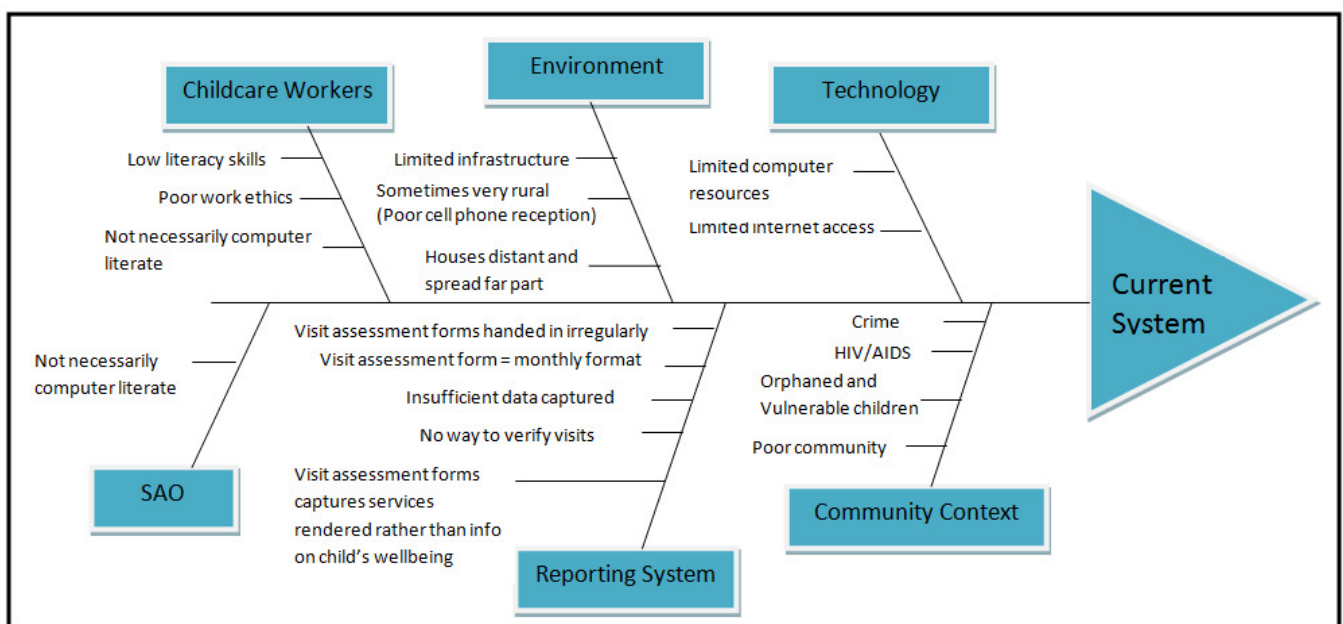 Childcare Workers
Low literacy skills
Poor work ethics
Not necessarily computer
literate
Environment
Limited infrastructure
Sometimes very rural
(Poor cell phone reception)
Houses distant and
spread far part
Technology
Limited computer
resources
Limited internet access
Current
System
Not necessarily
computer literate
SAO
Visit assessment forms handed in irregularly
Visit assessment form = monthly format
Insufficient data captured
No way to verify visits
Visit assessment forms
captures services
rendered rather than info
on child's wellbeing
Reporting System
Crime
HIV/AIDS
Orphaned and
Vulnerable children
Poor community
Community Context